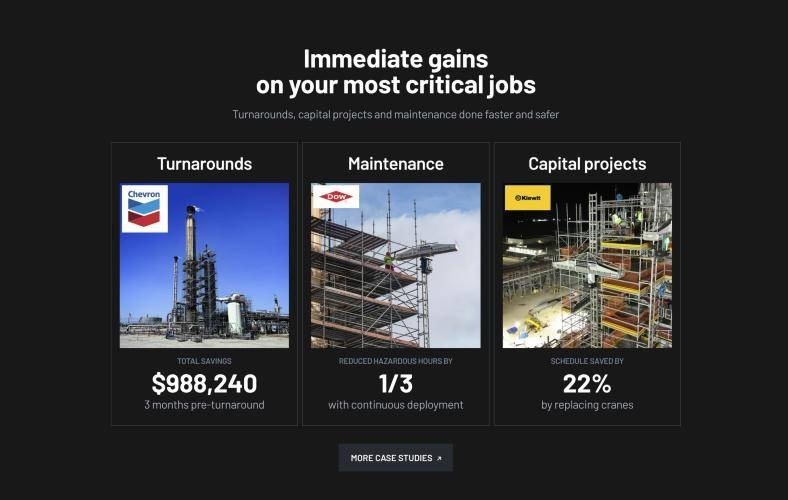 Immediate gains
on your most critical jobs
Turnarounds, capital projects and maintenance done faster and safer
Turnarounds
Chevron
TOTAL SAVINGS
$988,240
3 months pre-turnaround
Maintenance
Dow
REDUCED HAZARDOUS HOURS BY
1/3
with continuous deployment
Capital projects
Kiewit
SCHEDULE SAVED BY
22%
by replacing cranes
MORE CASE STUDIES